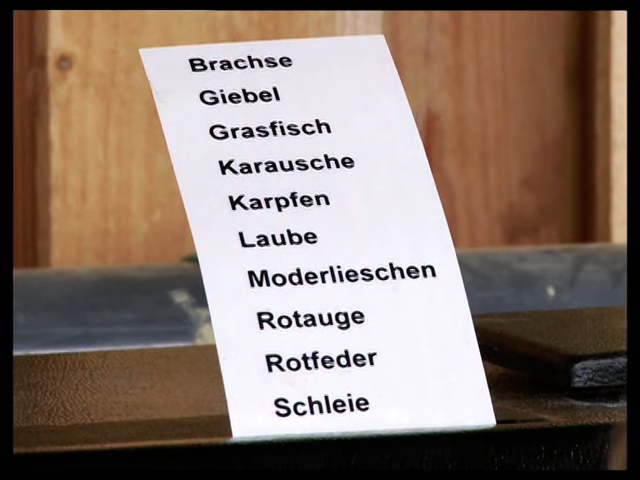 Brachse
Giebel
Grasfisch
Karausche
Karpfen
Laube
Moderlieschen
Rotauge
Rotfeder
Schleie